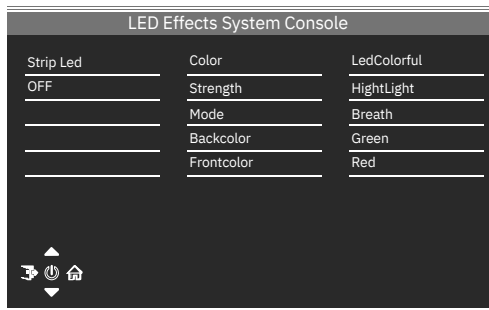 LED Effects System Console
Strip Led
OFF
Color
Strength
Mode
Backcolor
Frontcolor
LedColorful
HightLight
Breath
Green
Red